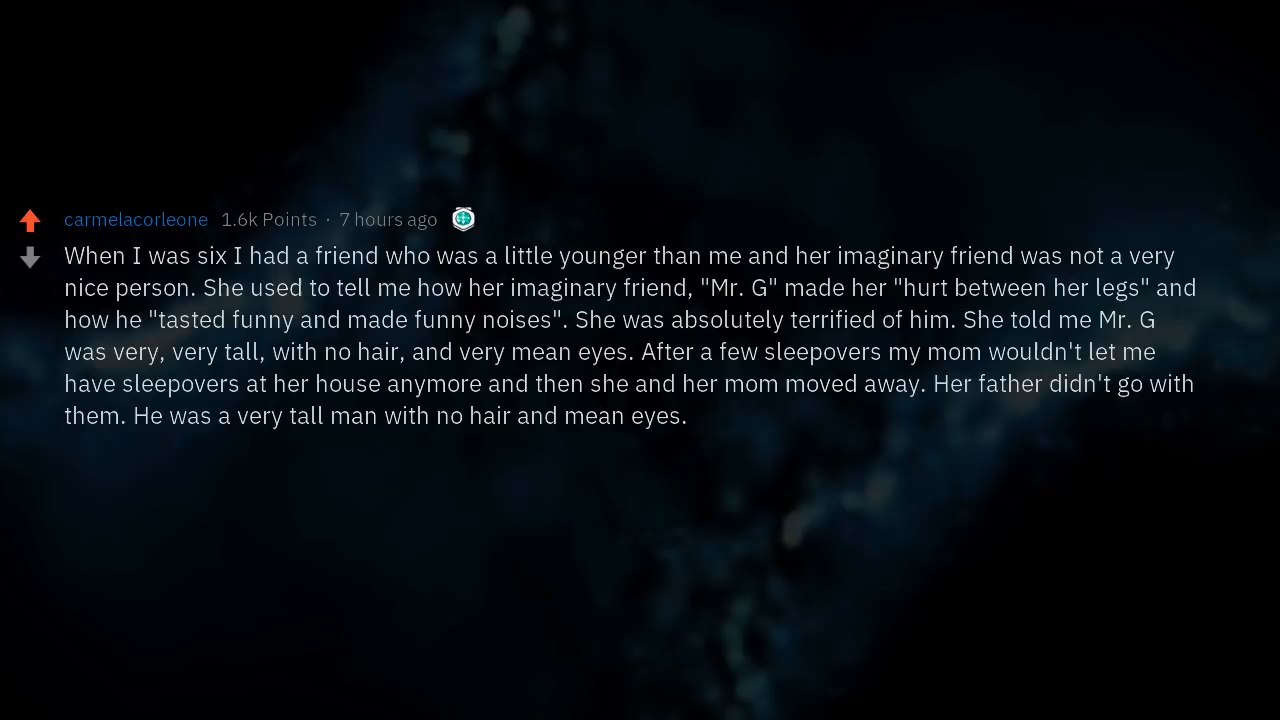 carmelacorleone 1.6k Points · 7 hours ago
When I was six I had a friend who was a little younger than me and her imaginary friend was not a very
nice person. She used to tell me how her imaginary friend, "Mr. G" made her "hurt between her legs" and
how he "tasted funny and made funny noises". She was absolutely terrified of him. She told me Mr. G
was very, very tall, with no hair, and very mean eyes. After a few sleepovers my mom wouldn't let me
have sleepovers at her house anymore and then she and her mom moved away. Her father didn't go with
them. He was a very tall man with no hair and mean eyes.